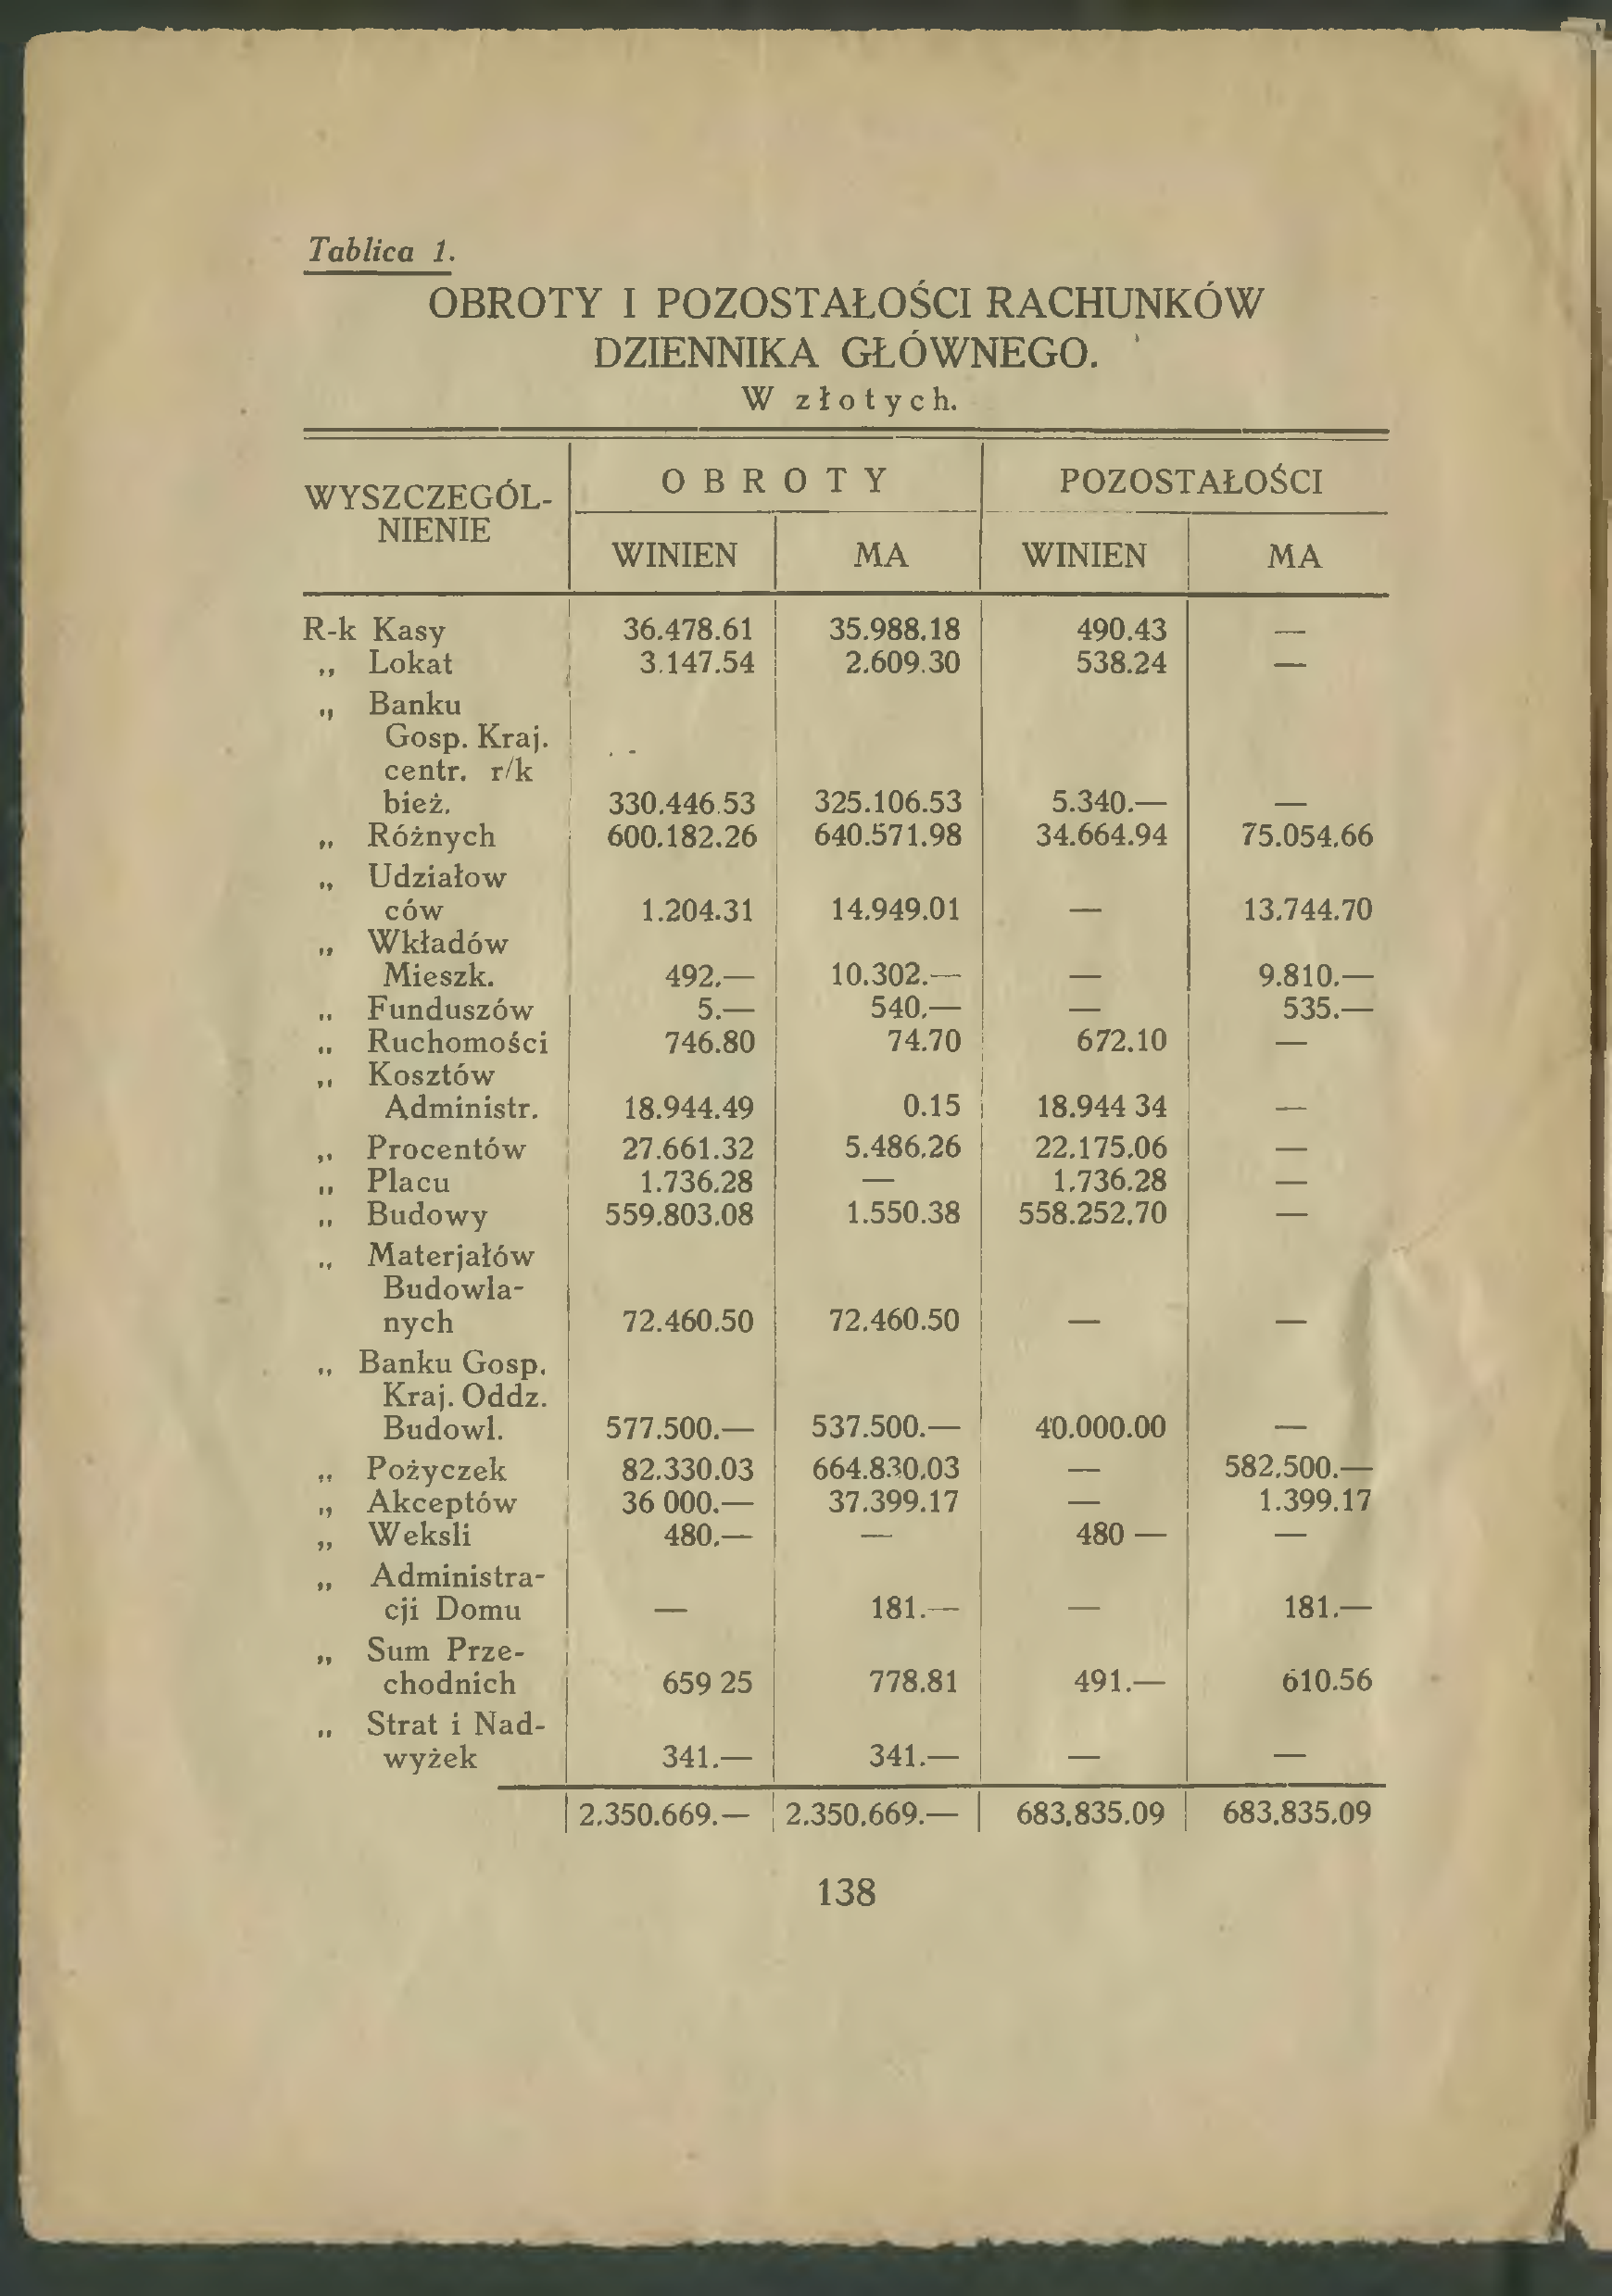 Tablica 1.
OBROTY I POZOSTAŁOŚCI RACHUNKÓW
DZIENNIKA GŁÓWNEGO.
W złotych.
WYSZCZEGÓL-
NIENIE
OBROTY POZOSTAŁOŚCI
WINIEN MA WINIEN MA
R-k Kasy 36.478.61 35.988.18 490.43 —
„ Lokat 3.147.54 2.609.30 538.24 —
„ Banku
Gosp. Kraj.
centr. r/k
bież. 330.446.53 325.106.53 5.340.— —
„ Różnych 600.182.26 640.571.98 34.664.94 75.054.66
„ Udziałow
ców 1.204.31 14.949.01 — 13.744.70
„ Wkładów
Mieszk. 492.— 10.302.— — 9.810.—
„ Funduszów 5.— 540.— — 535.—
„ Ruchomości 746.80 74.70 672.10 —
„ Kosztów
Administr. 18.944.49 0.15 18.944 34 —
„ Procentów 27.661.32 5.486.26 22.175.06 —
„ Placu 1.736.28 — 1.736.28 —
„ Budowy 559.803.08 1.550.38 558.252.70 —
„ Materjałów
Budowla-
nych 72.460.50 72.460.50 — —
„ Banku Gosp.
Kraj. Oddz.
Budowl. 577.500.— 537.500.— 40.000.00 —
„ Pożyczek 82.330.03 664.830.03 — 582.500.—
„ Akceptów 36 000.— 37.399.17 — 1.399.17
„ Weksli 480.— — 480 — —
„ Administra-
cji Domu — 181.— — 181.—
„ Sum Prze-
chodnich 659 25 778.81 491.— 610.56
„ Strat i Nad-
wyżek 341.— 341.— — —
2.350.669.— 2.350.669.— 683.835.09 683.835.09
138